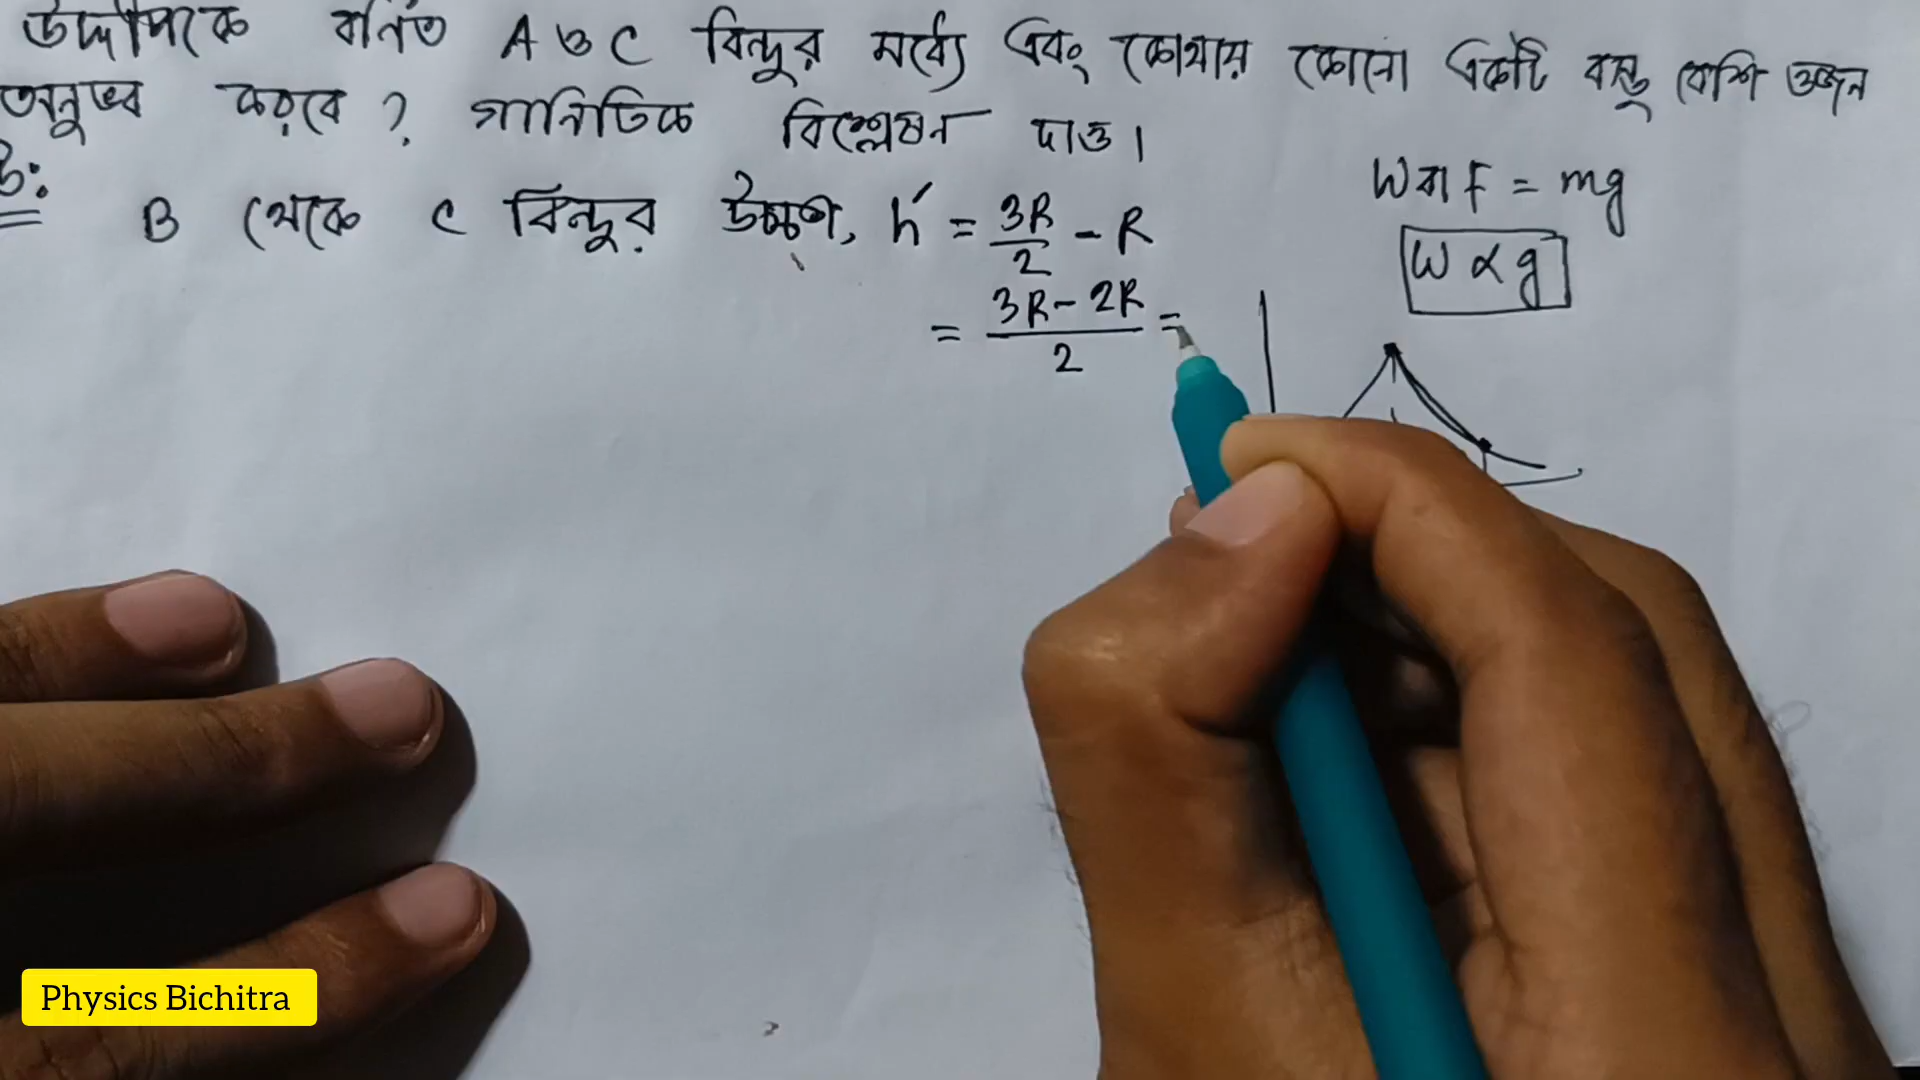 উদ্দীপকে বর্ণিত A ও C বিন্দুর মধ্যে এবং কোথায় কোনো একটি বস্তু বেশি ওজন
অনুভব করবে ? গানিতিক বিশ্লেষন দাও।
উ:
B থেকে C বিন্দুর উচ্চতা, h' = 3R/2 - R
= (3R - 2R)/2 =
W বা F = mg
W ∝ g
Physics Bichitra